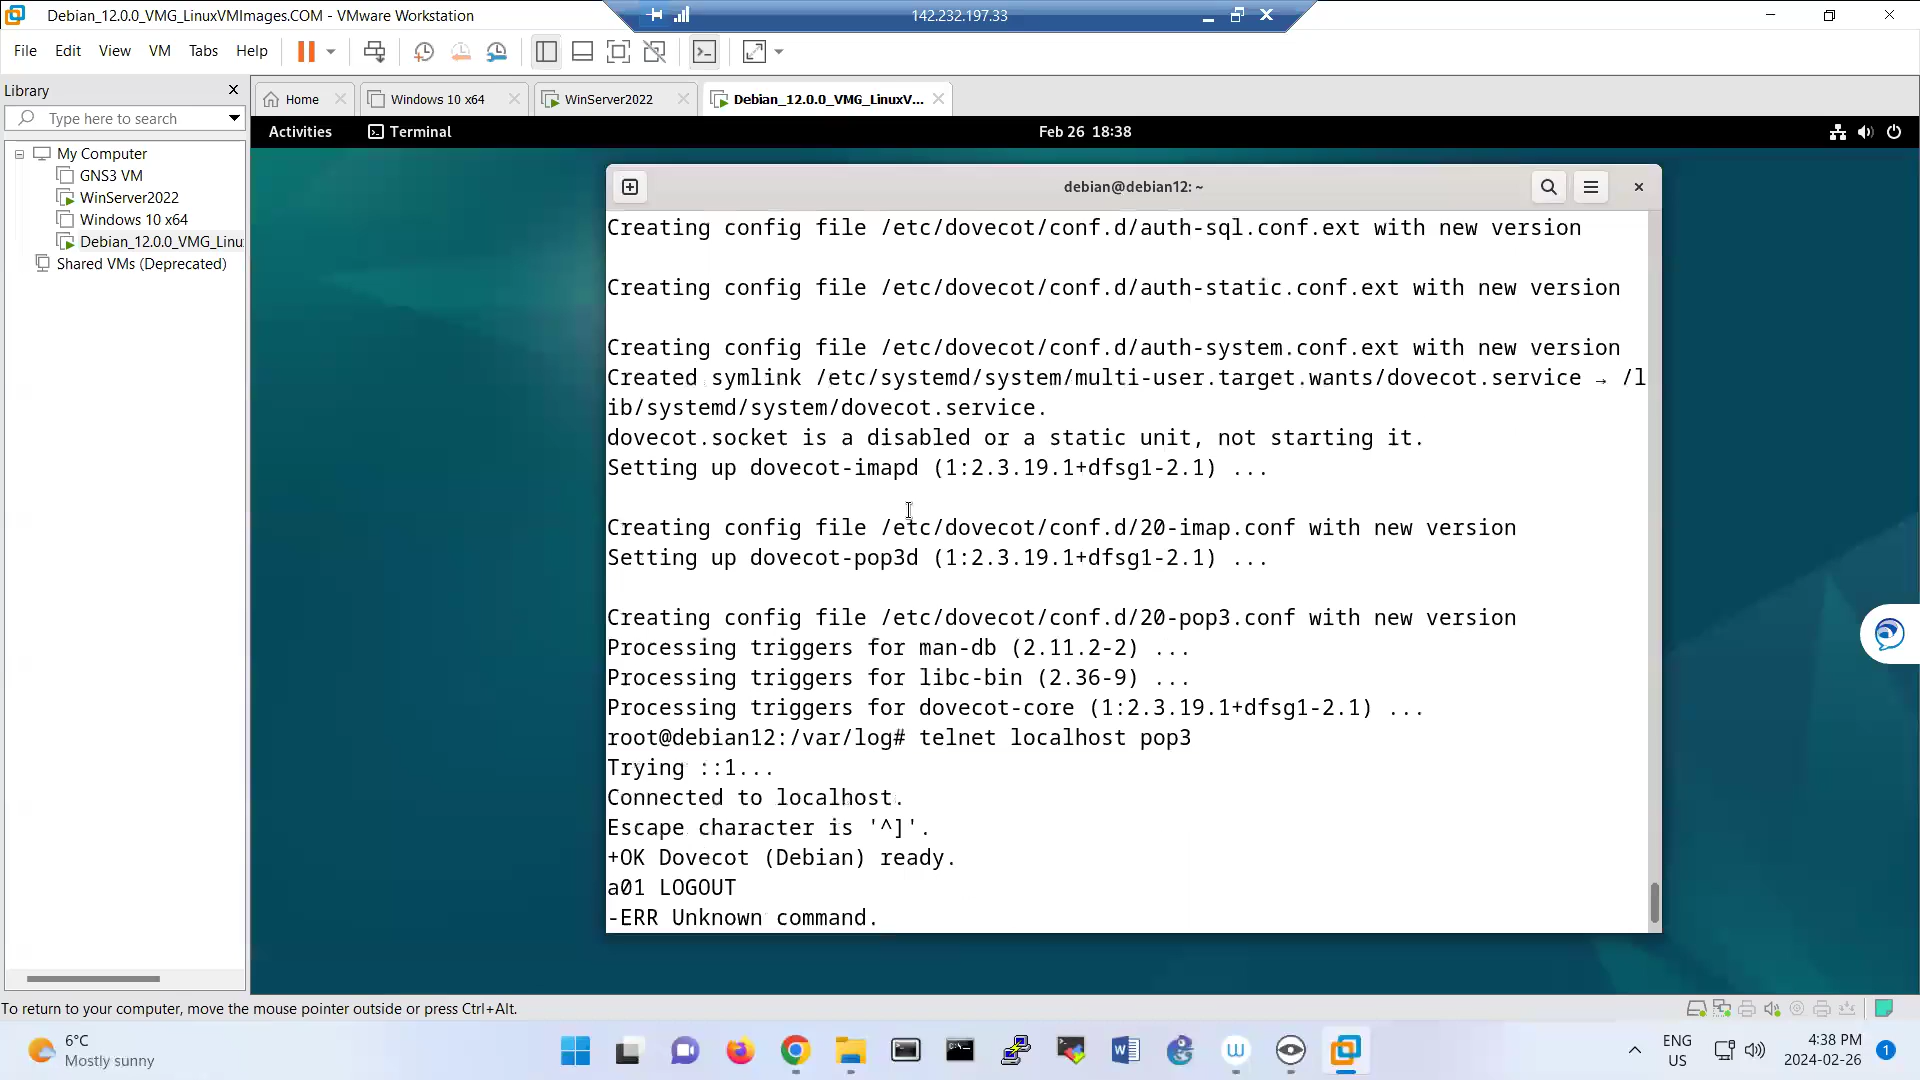 Debian_12.0.0_VMG_LinuxVMImages.COM - VMware Workstation
142.232.197.33
File Edit View VM Tabs Help
Library
Home
Windows 10 x64
WinServer2022
Debian_12.0.0_VMG_LinuxV...
Type here to search
Activities
Terminal
Feb 26 18:38
My Computer
GNS3 VM
WinServer2022
Windows 10 x64
Debian_12.0.0_VMG_Linu
Shared VMs (Deprecated)
debian@debian12: ~
Creating config file /etc/dovecot/conf.d/auth-sql.conf.ext with new version
Creating config file /etc/dovecot/conf.d/auth-static.conf.ext with new version
Creating config file /etc/dovecot/conf.d/auth-system.conf.ext with new version
Created symlink /etc/systemd/system/multi-user.target.wants/dovecot.service → /l
ib/systemd/system/dovecot.service.
dovecot.socket is a disabled or a static unit, not starting it.
Setting up dovecot-imapd (1:2.3.19.1+dfsg1-2.1) ...
Creating config file /etc/dovecot/conf.d/20-imap.conf with new version
Setting up dovecot-pop3d (1:2.3.19.1+dfsg1-2.1) ...
Creating config file /etc/dovecot/conf.d/20-pop3.conf with new version
Processing triggers for man-db (2.11.2-2) ...
Processing triggers for libc-bin (2.36-9) ...
Processing triggers for dovecot-core (1:2.3.19.1+dfsg1-2.1) ...
root@debian12:/var/log# telnet localhost pop3
Trying ::1...
Connected to localhost.
Escape character is '^]'.
+OK Dovecot (Debian) ready.
a01 LOGOUT
-ERR Unknown command.
To return to your computer, move the mouse pointer outside or press Ctrl+Alt.
6°C
Mostly sunny
ENG
US
4:38 PM
2024-02-26
1